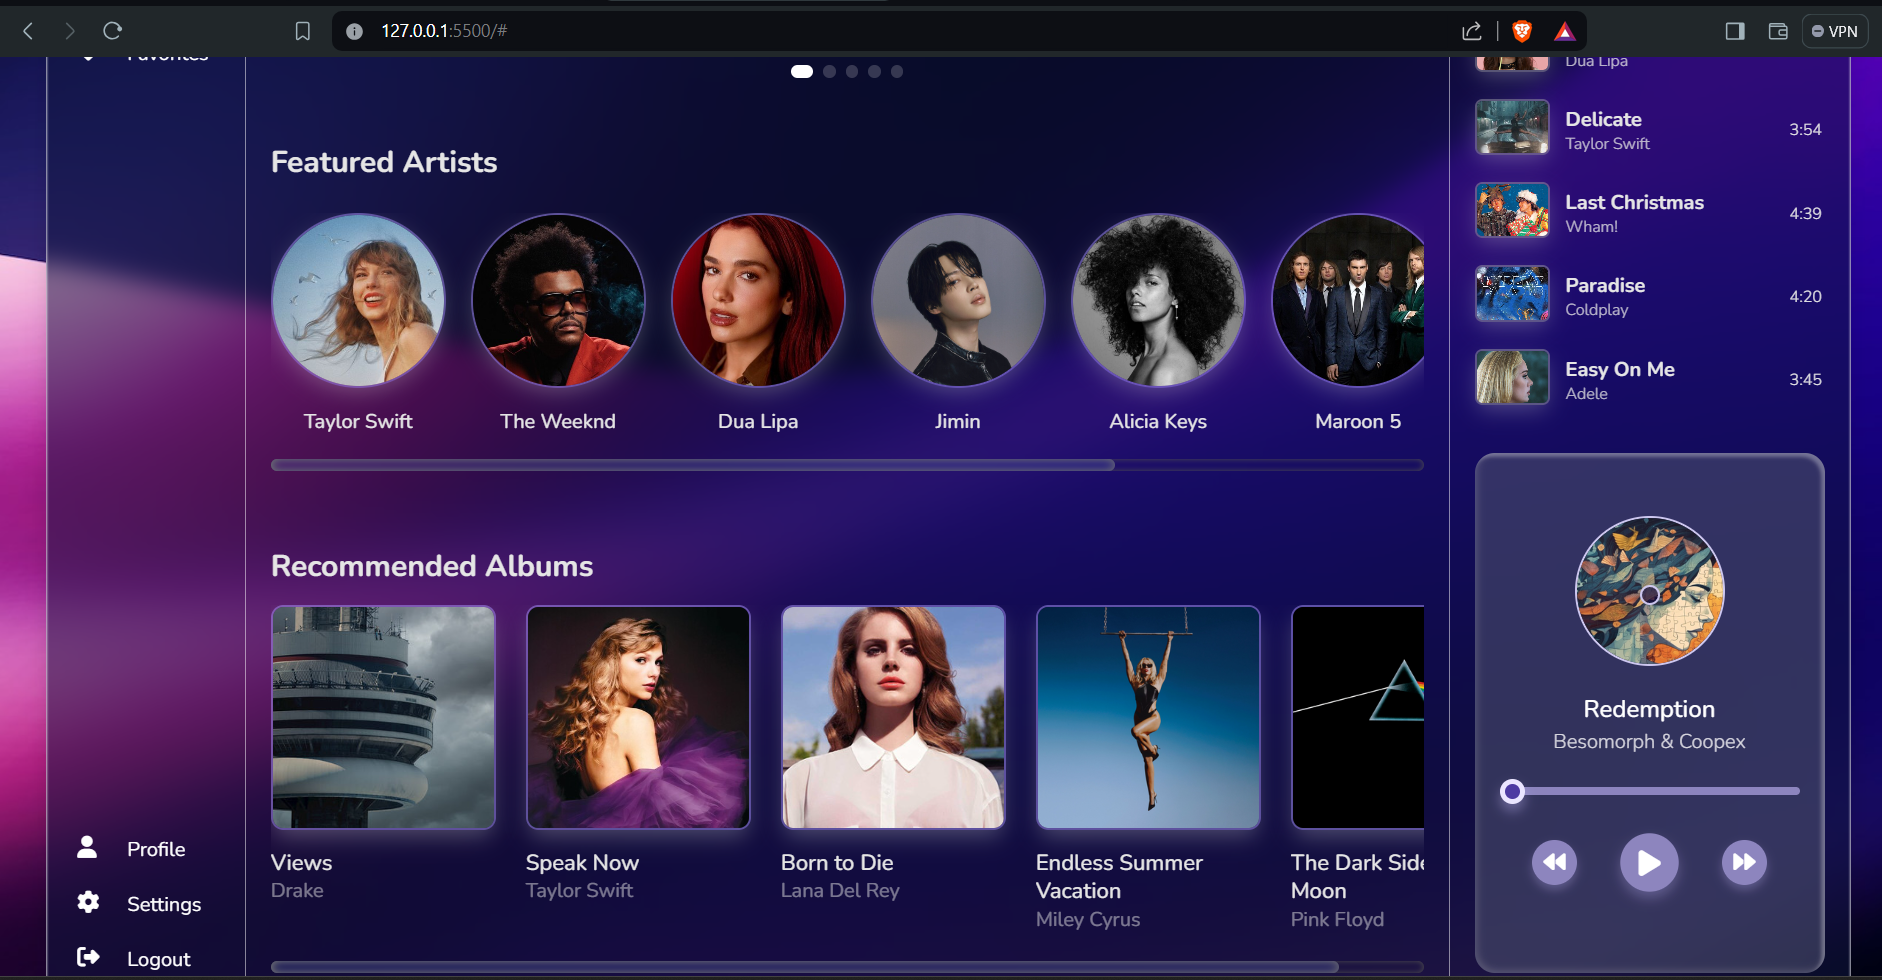 127.0.0.1:5500/#
VPN
Favorites
Featured Artists
Taylor Swift
The Weeknd
Dua Lipa
Jimin
Alicia Keys
Maroon 5
Recommended Albums
Views
Drake
Speak Now
Taylor Swift
Born to Die
Lana Del Rey
Endless Summer
Vacation
Miley Cyrus
The Dark Side
Moon
Pink Floyd
Profile
Settings
Logout
Dua Lipa
Delicate
Taylor Swift
3:54
Last Christmas
Wham!
4:39
Paradise
Coldplay
4:20
Easy On Me
Adele
3:45
Redemption
Besomorph & Coopex